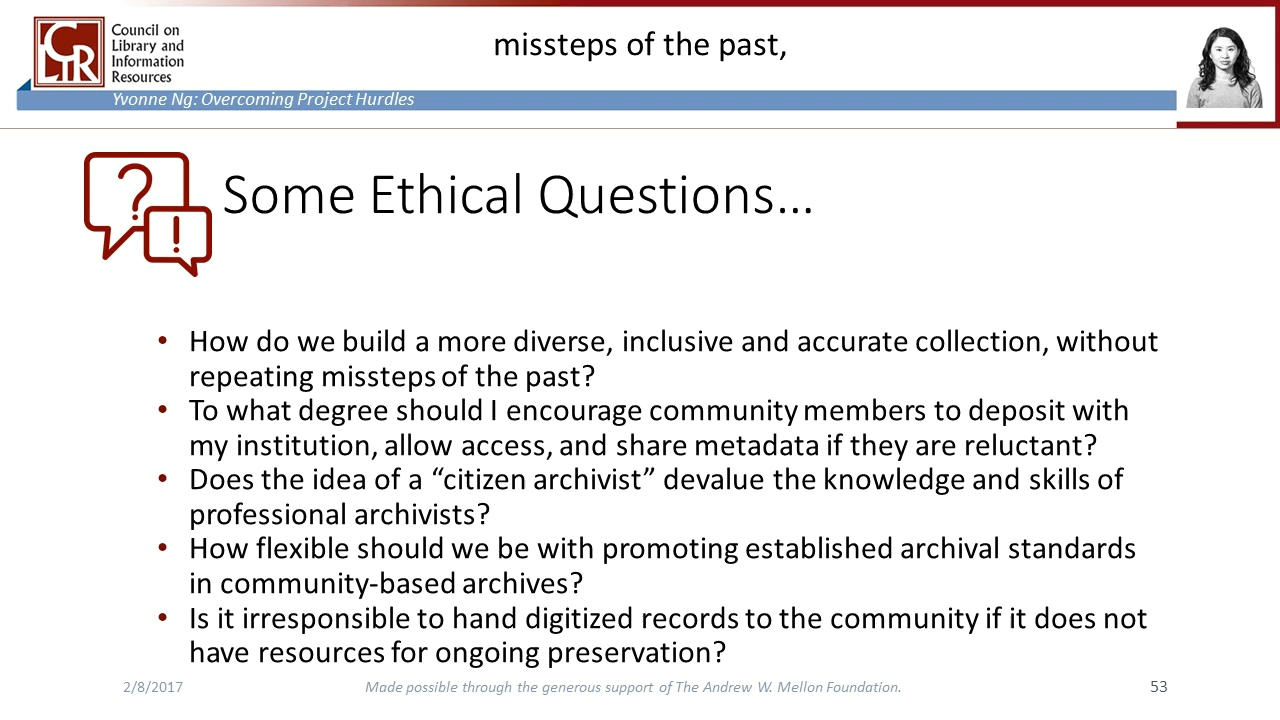 Council on
Library and
Information
Resources
missteps of the past,
Yvonne Ng: Overcoming Project Hurdles
Some Ethical Questions...
• How do we build a more diverse, inclusive and accurate collection, without
repeating missteps of the past?
• To what degree should I encourage community members to deposit with
my institution, allow access, and share metadata if they are reluctant?
• Does the idea of a “citizen archivist” devalue the knowledge and skills of
professional archivists?
• How flexible should we be with promoting established archival standards
in community-based archives?
• Is it irresponsible to hand digitized records to the community if it does not
have resources for ongoing preservation?
2/8/2017
Made possible through the generous support of The Andrew W. Mellon Foundation.
53